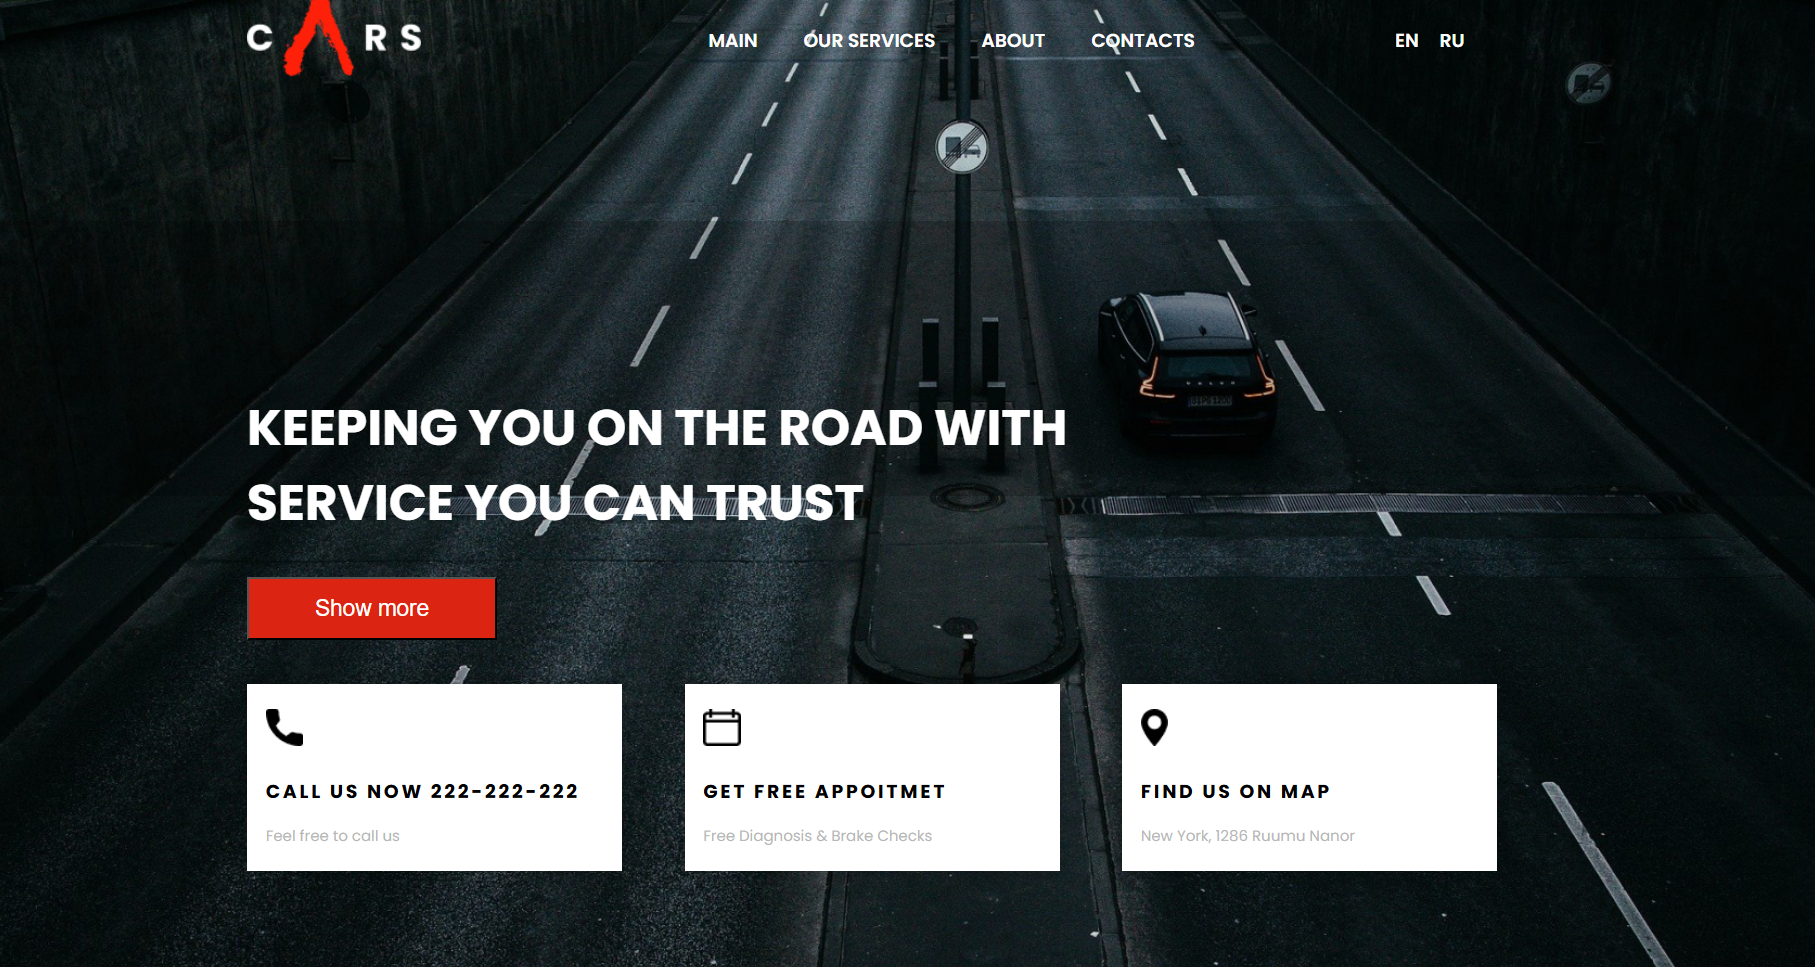 CARS
MAIN OUR SERVICES ABOUT CONTACTS EN RU
VOLVO
KEEPING YOU ON THE ROAD WITH
SERVICE YOU CAN TRUST
Show more
CALL US NOW 222-222-222
Feel free to call us
GET FREE APPOITMET
Free Diagnosis & Brake Checks
FIND US ON MAP
New York, 1286 Ruumu Nanor